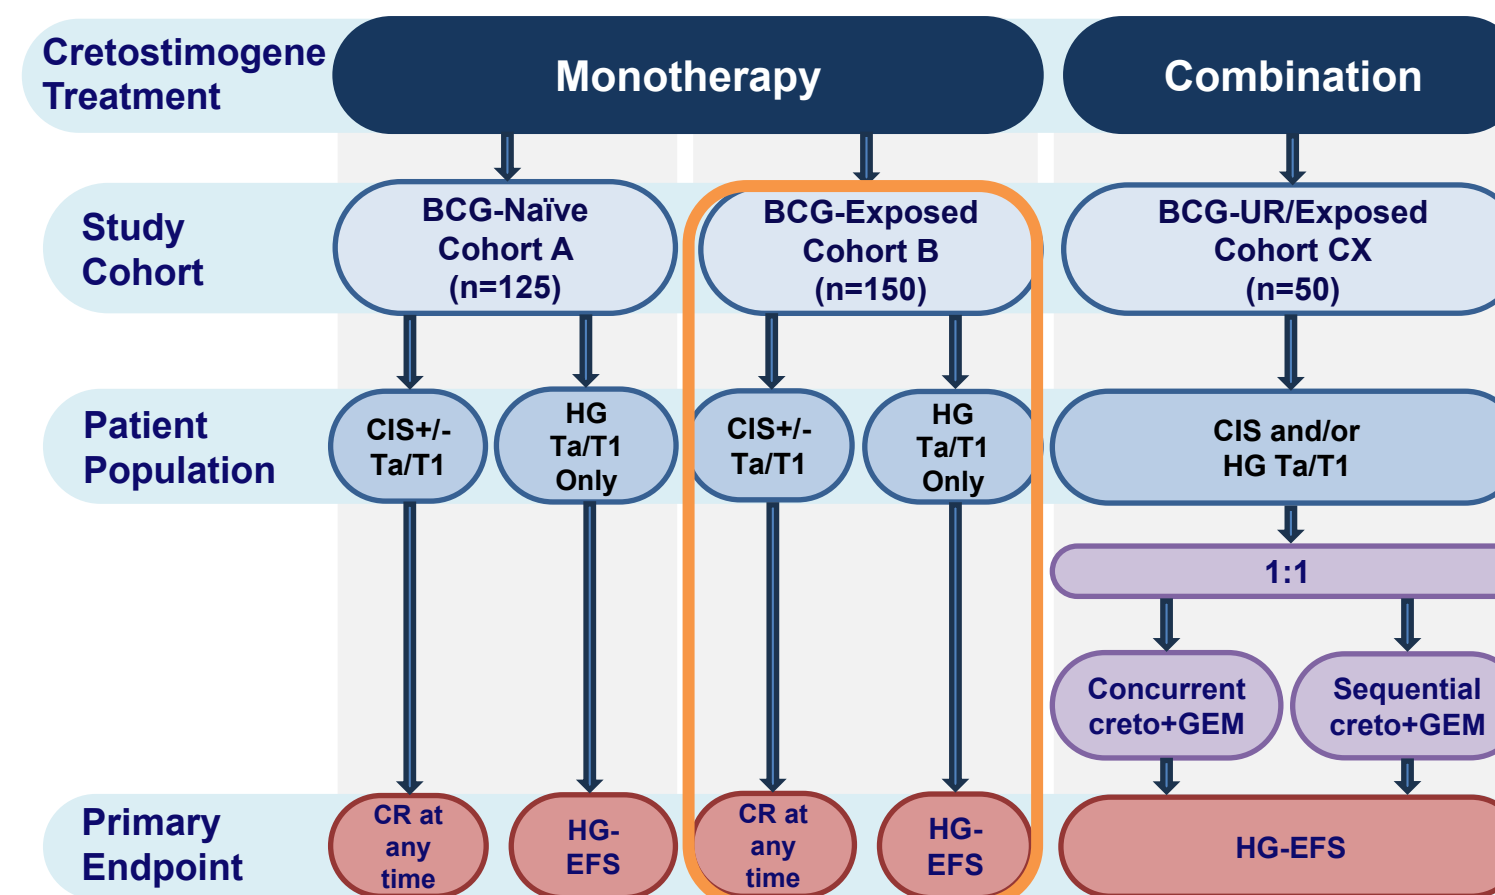 Cretostimogene
Treatment
Monotherapy
Combination
Study
Cohort
BCG-Naïve
Cohort A
(n=125)
BCG-Exposed
Cohort B
(n=150)
BCG-UR/Exposed
Cohort CX
(n=50)
Patient
Population
CIS+/-
Ta/T1
HG
Ta/T1
Only
CIS+/-
Ta/T1
HG
Ta/T1
Only
CIS and/or
HG Ta/T1
1:1
Concurrent
creto+GEM
Sequential
creto+GEM
Primary
Endpoint
CR at
any
time
HG-
EFS
CR at
any
time
HG-
EFS
HG-EFS